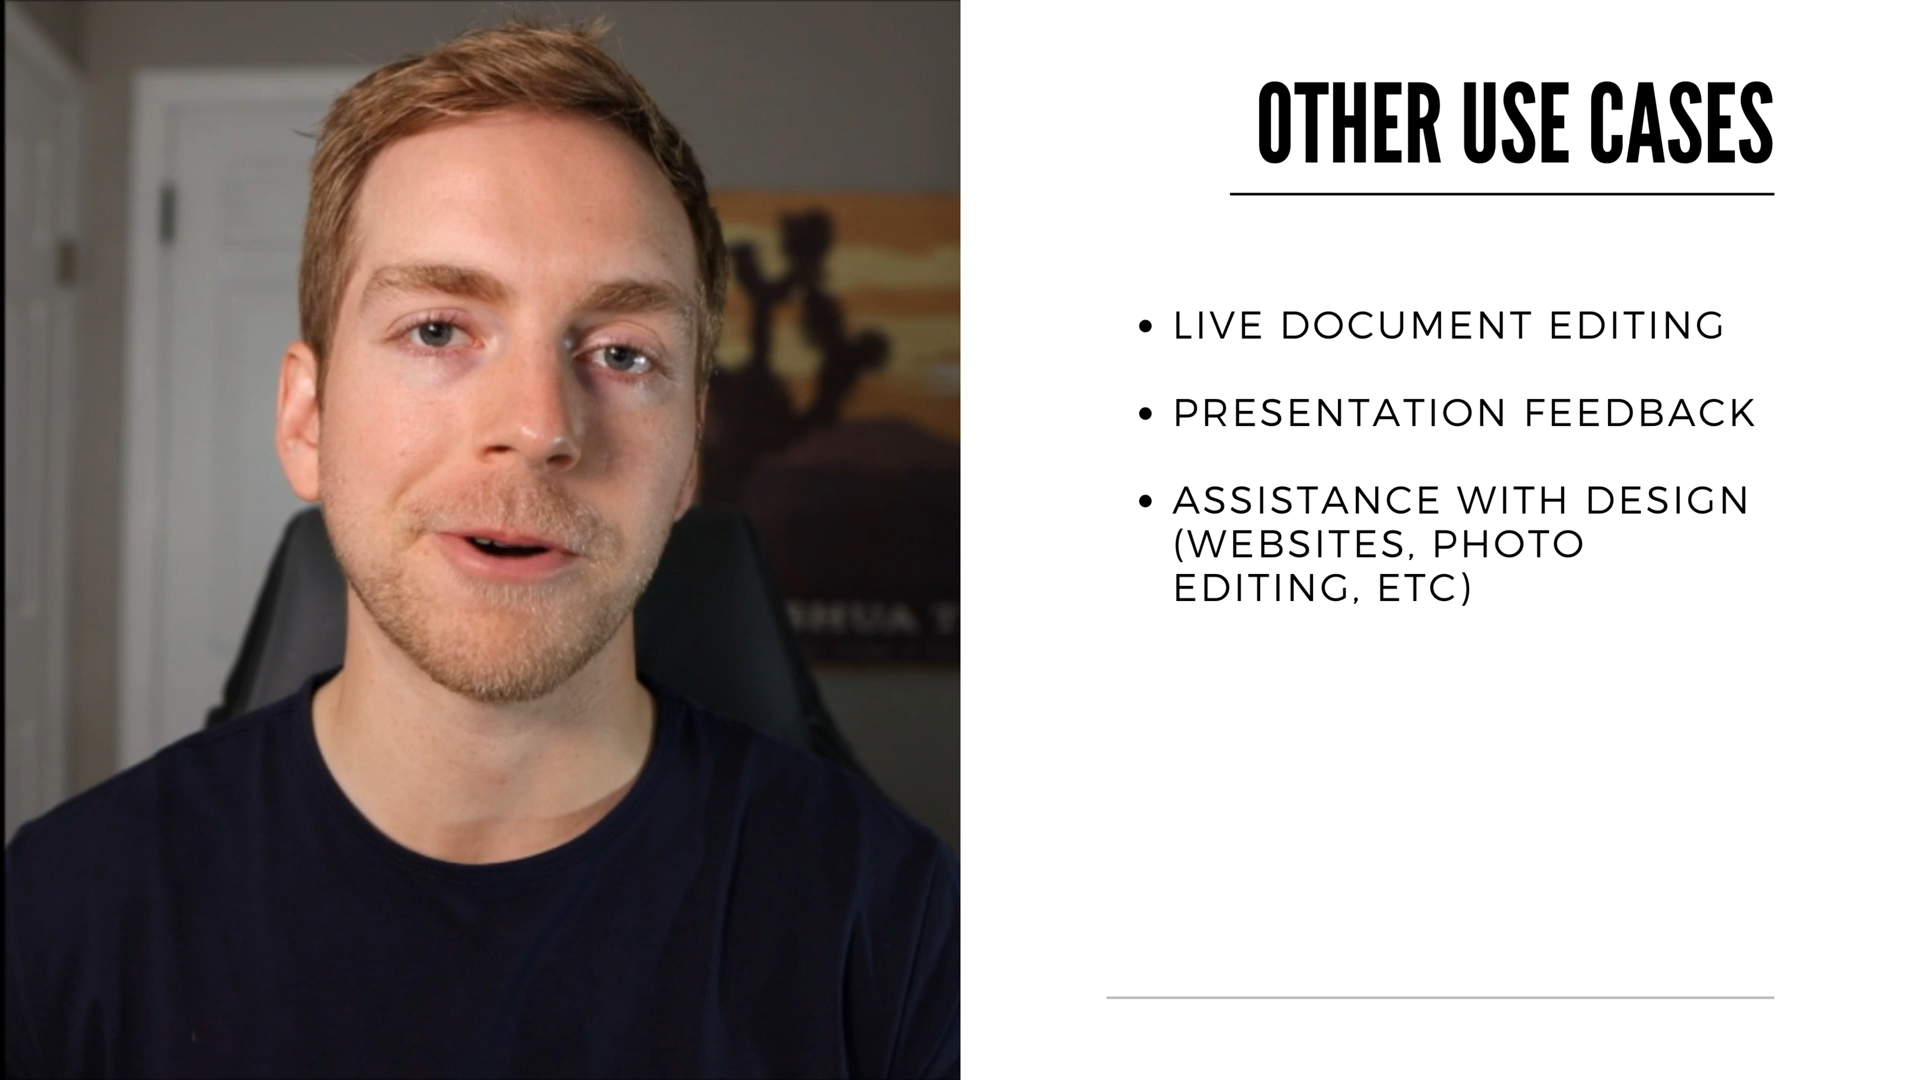 OTHER USE CASES
• LIVE DOCUMENT EDITING
• PRESENTATION FEEDBACK
• ASSISTANCE WITH DESIGN
(WEBSITES, PHOTO
EDITING, ETC)